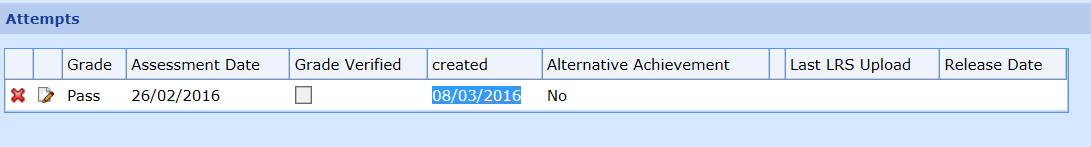 Attempts
Grade Assessment Date Grade Verified created Alternative Achievement Last LRS Upload Release Date
Pass 26/02/2016 08/03/2016 No